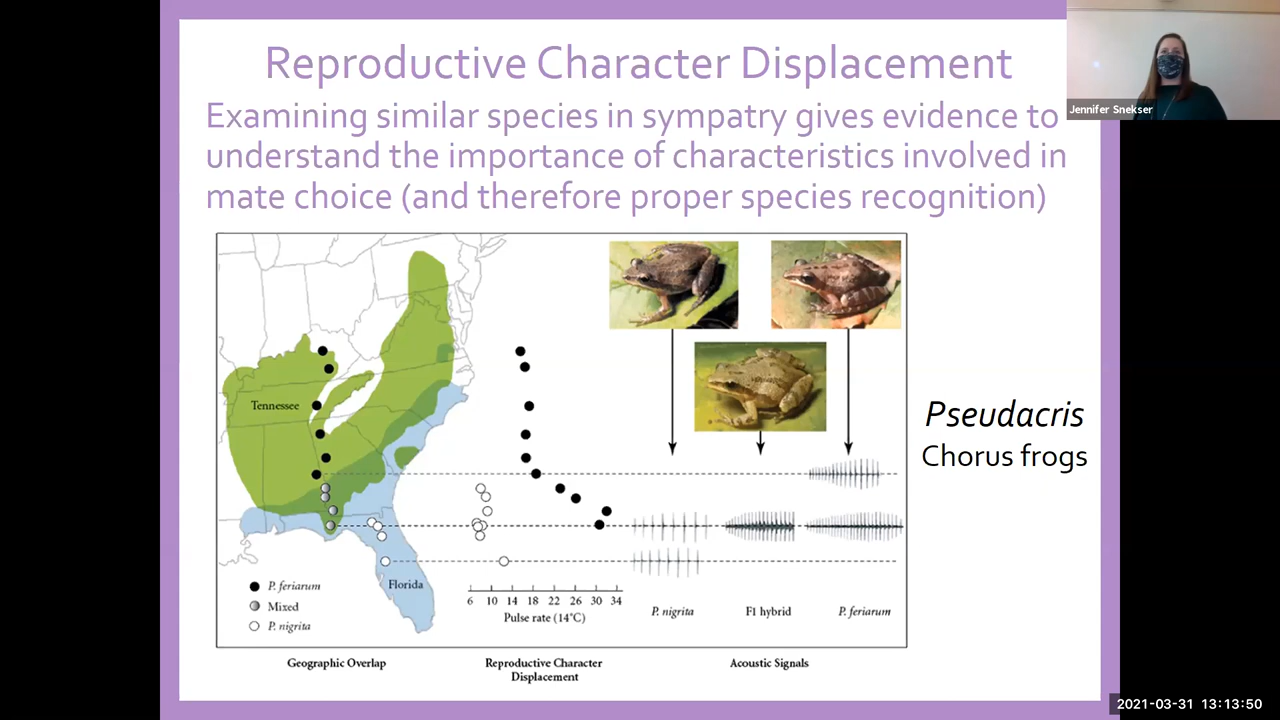 Reproductive Character Displacement
Jennifer Snekser
Examining similar species in sympatry gives evidence to
understand the importance of characteristics involved in
mate choice (and therefore proper species recognition)
Tennessee
Pseudacris
Chorus frogs
Florida
P. feriarum
Mixed
P. nigrita
6 10 14 18 22 26 30 34
Pulse rate (14°C)
P. nigrita
F1 hybrid
P. feriarum
Geographic Overlap
Reproductive Character
Displacement
Acoustic Signals
2021-03-31 13:13:50